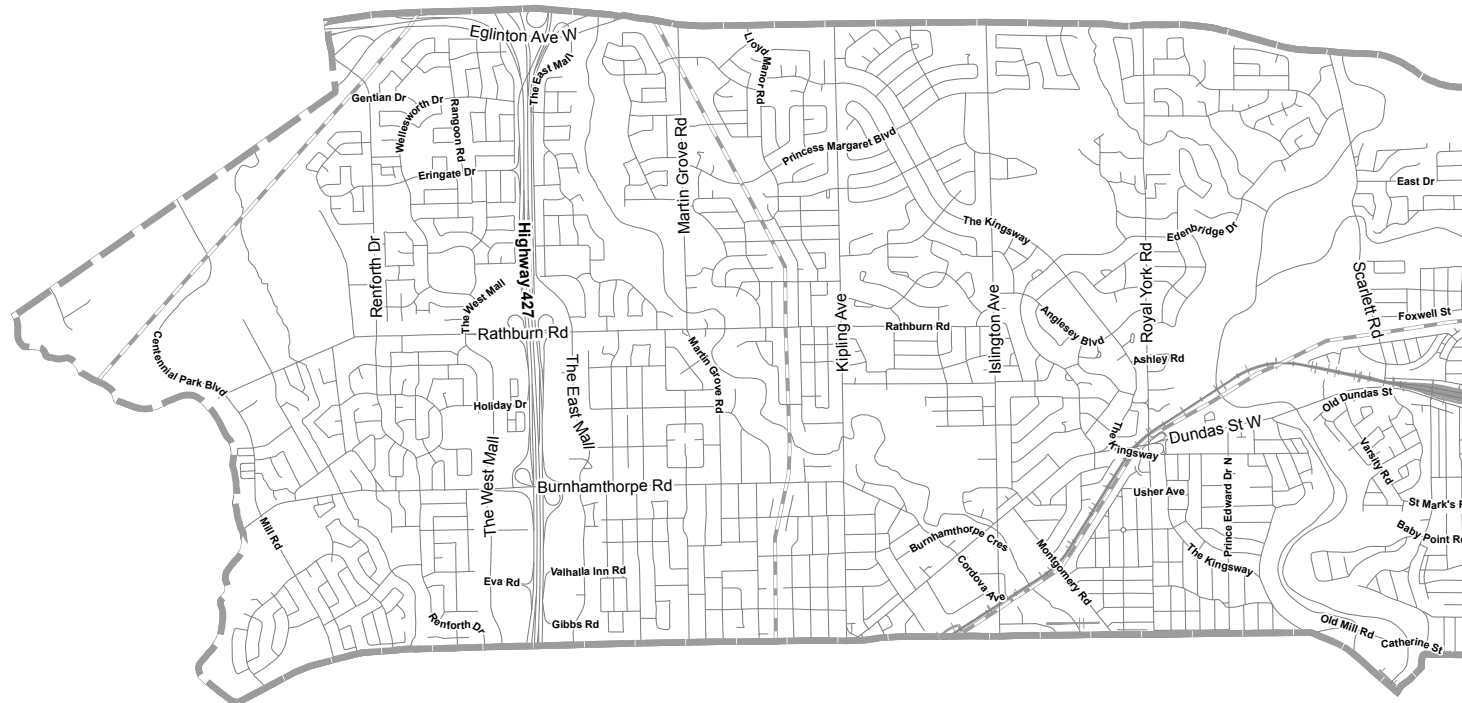 Eglinton Ave W
The East Mall
Lloyd Manor Rd
Gentian Dr
Wellesworth Dr
Rangoon Rd
Eringate Dr
Martin Grove Rd
Princess Margaret Blvd
East Dr
The Kingsway
Edenbridge Dr
Highway 427
Renforth Dr
The West Mall
Rathburn Rd
Kipling Ave
Rathburn Rd
Islington Ave
Anglesey Blvd
Royal York Rd
Ashley Rd
Scarlett Rd
Foxwell St
Centennial Park Blvd
Martin Grove Rd
The East Mall
Holiday Dr
Old Dundas St
Dundas St W
The Kingsway
Varsity Rd
The West Mall
Burnhamthorpe Rd
Usher Ave
Prince Edward Dr N
St Mark's R
Baby Point Rd
Mill Rd
Burnhamthorpe Cres
Montgomery Rd
The Kingsway
Cordova Ave
Eva Rd
Valhalla Inn Rd
Renforth Dr
Gibbs Rd
Old Mill Rd
Catherine St